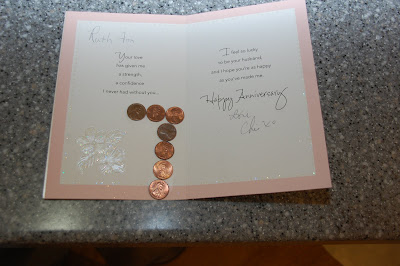 Your love
has given me
a strength,
a confidence
I never had without you...
I feel so lucky
to be your husband,
and I hope you're as happy
as you've made me.
Happy Anniversary
Love